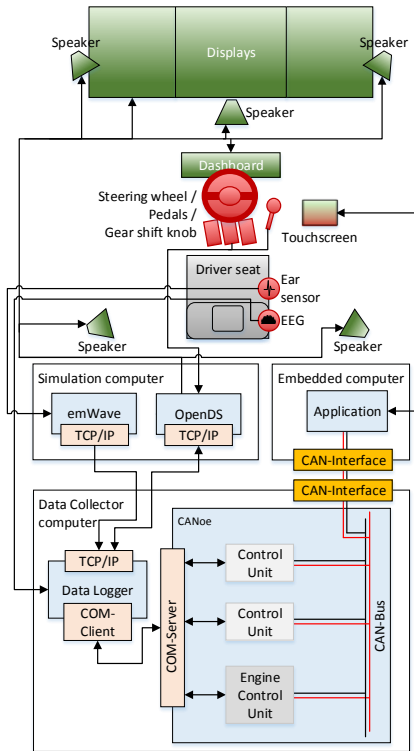 Speaker
Displays
Speaker
Speaker
Dashboard
Steering wheel /
Pedals /
Gear shift knob
Touchscreen
Driver seat
Ear
sensor
EEG
Speaker
Speaker
Simulation computer
Embedded computer
emWave
OpenDS
Application
TCP/IP
TCP/IP
CAN-Interface
CAN-Interface
Data Collector
computer
CANoe
TCP/IP
Data Logger
COM-
Client
COM-Server
Control
Unit
Control
Unit
Engine
Control
Unit
CAN-Bus